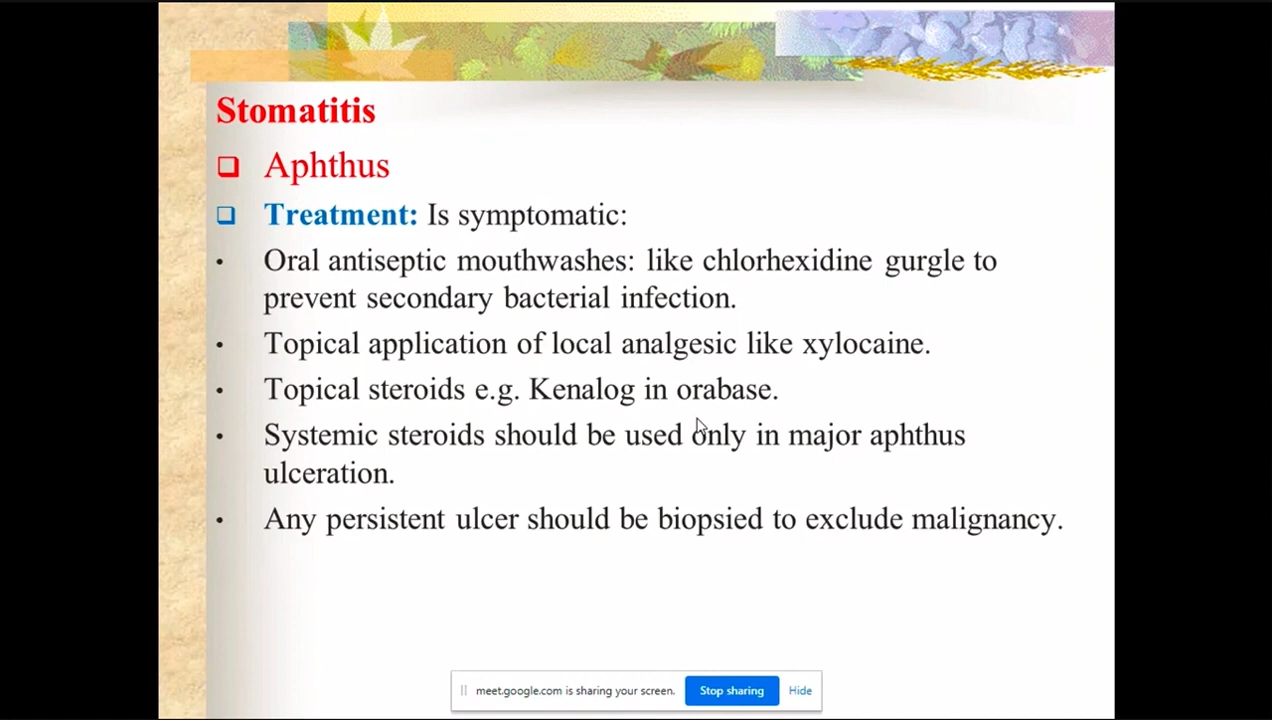 Stomatitis
❑ Aphthus
❑ Treatment: Is symptomatic:
• Oral antiseptic mouthwashes: like chlorhexidine gurgle to
prevent secondary bacterial infection.
• Topical application of local analgesic like xylocaine.
• Topical steroids e.g. Kenalog in orabase.
• Systemic steroids should be used only in major aphthus
ulceration.
• Any persistent ulcer should be biopsied to exclude malignancy.
meet.google.com is sharing your screen. Stop sharing Hide